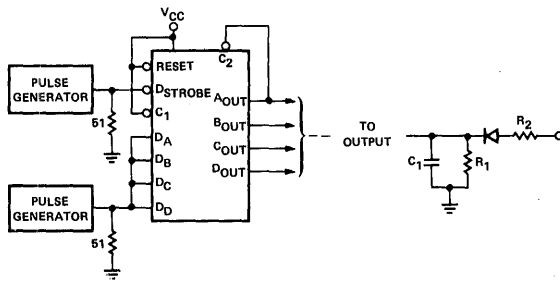 VCC
PULSE
GENERATOR
51
RESET
DSTROBE
C1
DA
DB
DC
DD
C2
AOUT
BOUT
COUT
DOUT
PULSE
GENERATOR
51
TO
OUTPUT
C1
R1
R2